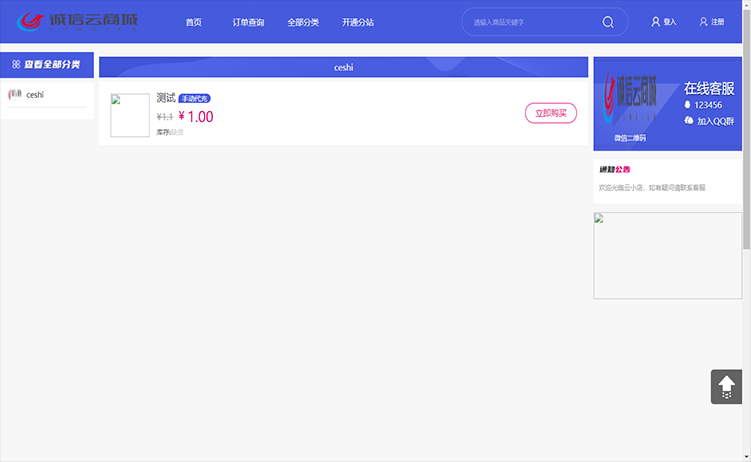 诚信云商城
首页
订单查询
全部分类
开通分站
请输入商品关键字
登入
注册
查看全部分类
ceshi
ceshi
测试 手动代充
¥1.1 ¥ 1.00
库存:缺货
立即购买
诚信云商城
微信二维码
在线客服
123456
加入QQ群
通知公告
欢迎光临云小店，如有疑问请联系客服